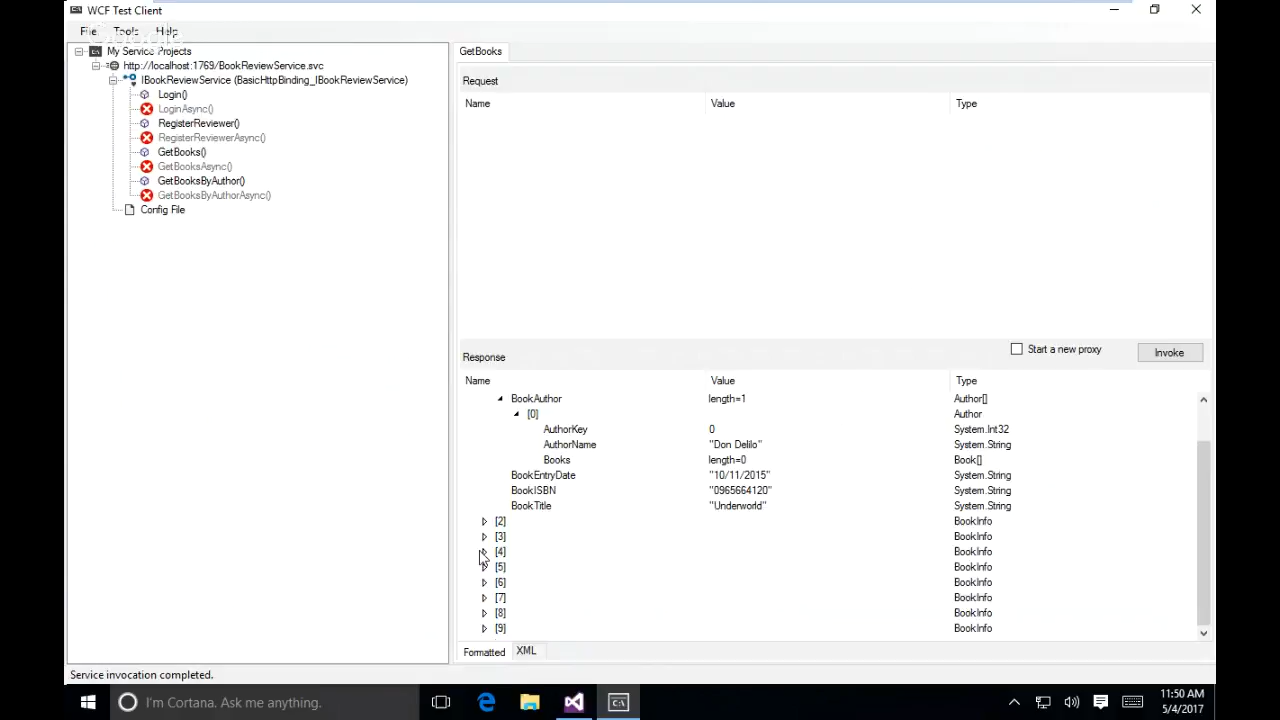 WCF Test Client
File Tools Help
My Service Projects
http://localhost:1769/BookReviewService.svc
IBookReviewService (BasicHttpBinding_IBookReviewService)
Login()
LoginAsync()
RegisterReviewer()
RegisterReviewerAsync()
GetBooks()
GetBooksAsync()
GetBooksByAuthor()
GetBooksByAuthorAsync()
Config File
GetBooks
Request
Name Value Type
Response
Start a new proxy Invoke
Name Value Type
BookAuthor length=1 Author[]
[0] Author
AuthorKey 0 System.Int32
AuthorName "Don Delilo" System.String
Books length=0 Book[]
BookEntryDate "10/11/2015" System.String
BookISBN "0965664120" System.String
BookTitle "Underworld" System.String
[2] BookInfo
[3] BookInfo
[4] BookInfo
[5] BookInfo
[6] BookInfo
[7] BookInfo
[8] BookInfo
[9] BookInfo
Formatted XML
Service invocation completed.
I'm Cortana. Ask me anything.
11:50 AM
5/4/2017